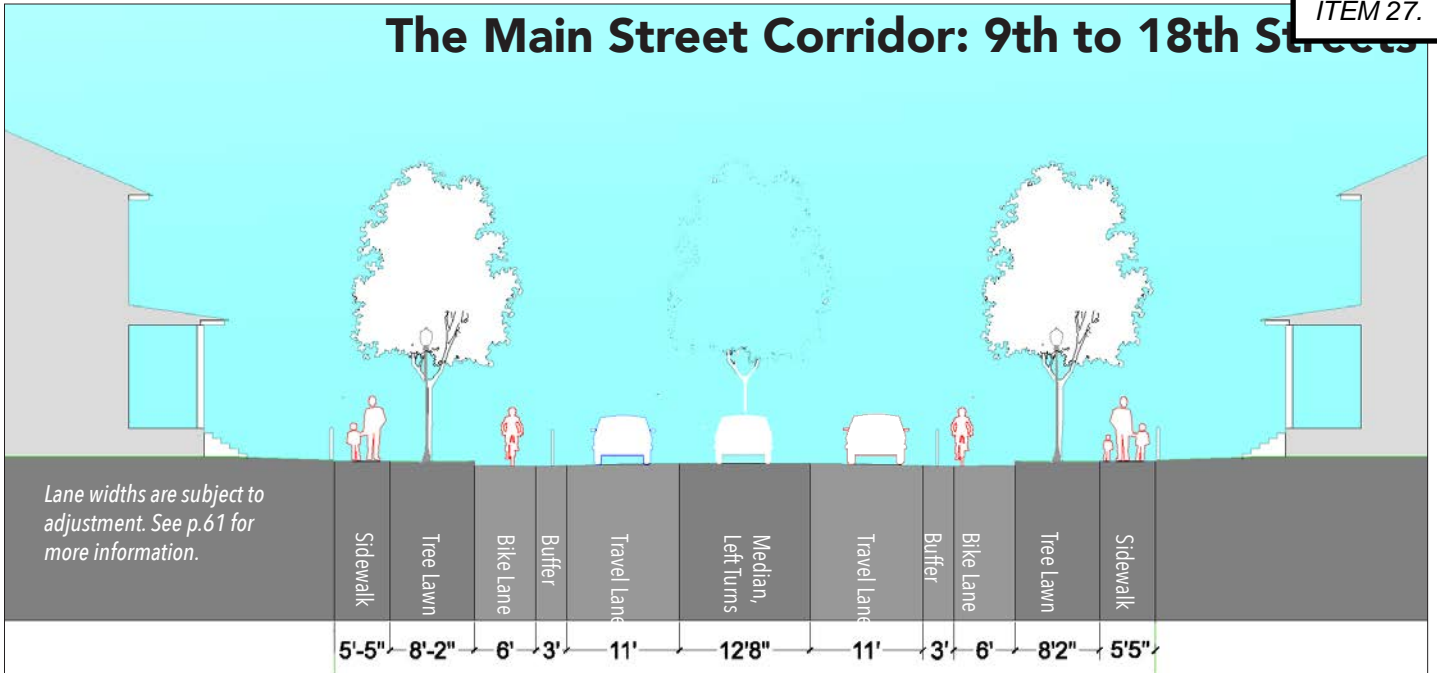 ITEM 27.
The Main Street Corridor: 9th to 18th Streets
Lane widths are subject to
adjustment. See p.61 for
more information.
Sidewalk
Tree Lawn
Bike Lane
Buffer
Travel Lane
Median,
Left Turns
Travel Lane
Buffer
Bike Lane
Tree Lawn
Sidewalk
5'-5" 8'-2" 6' 3' 11' 12'8" 11' 3' 6' 8'2" 5'5"